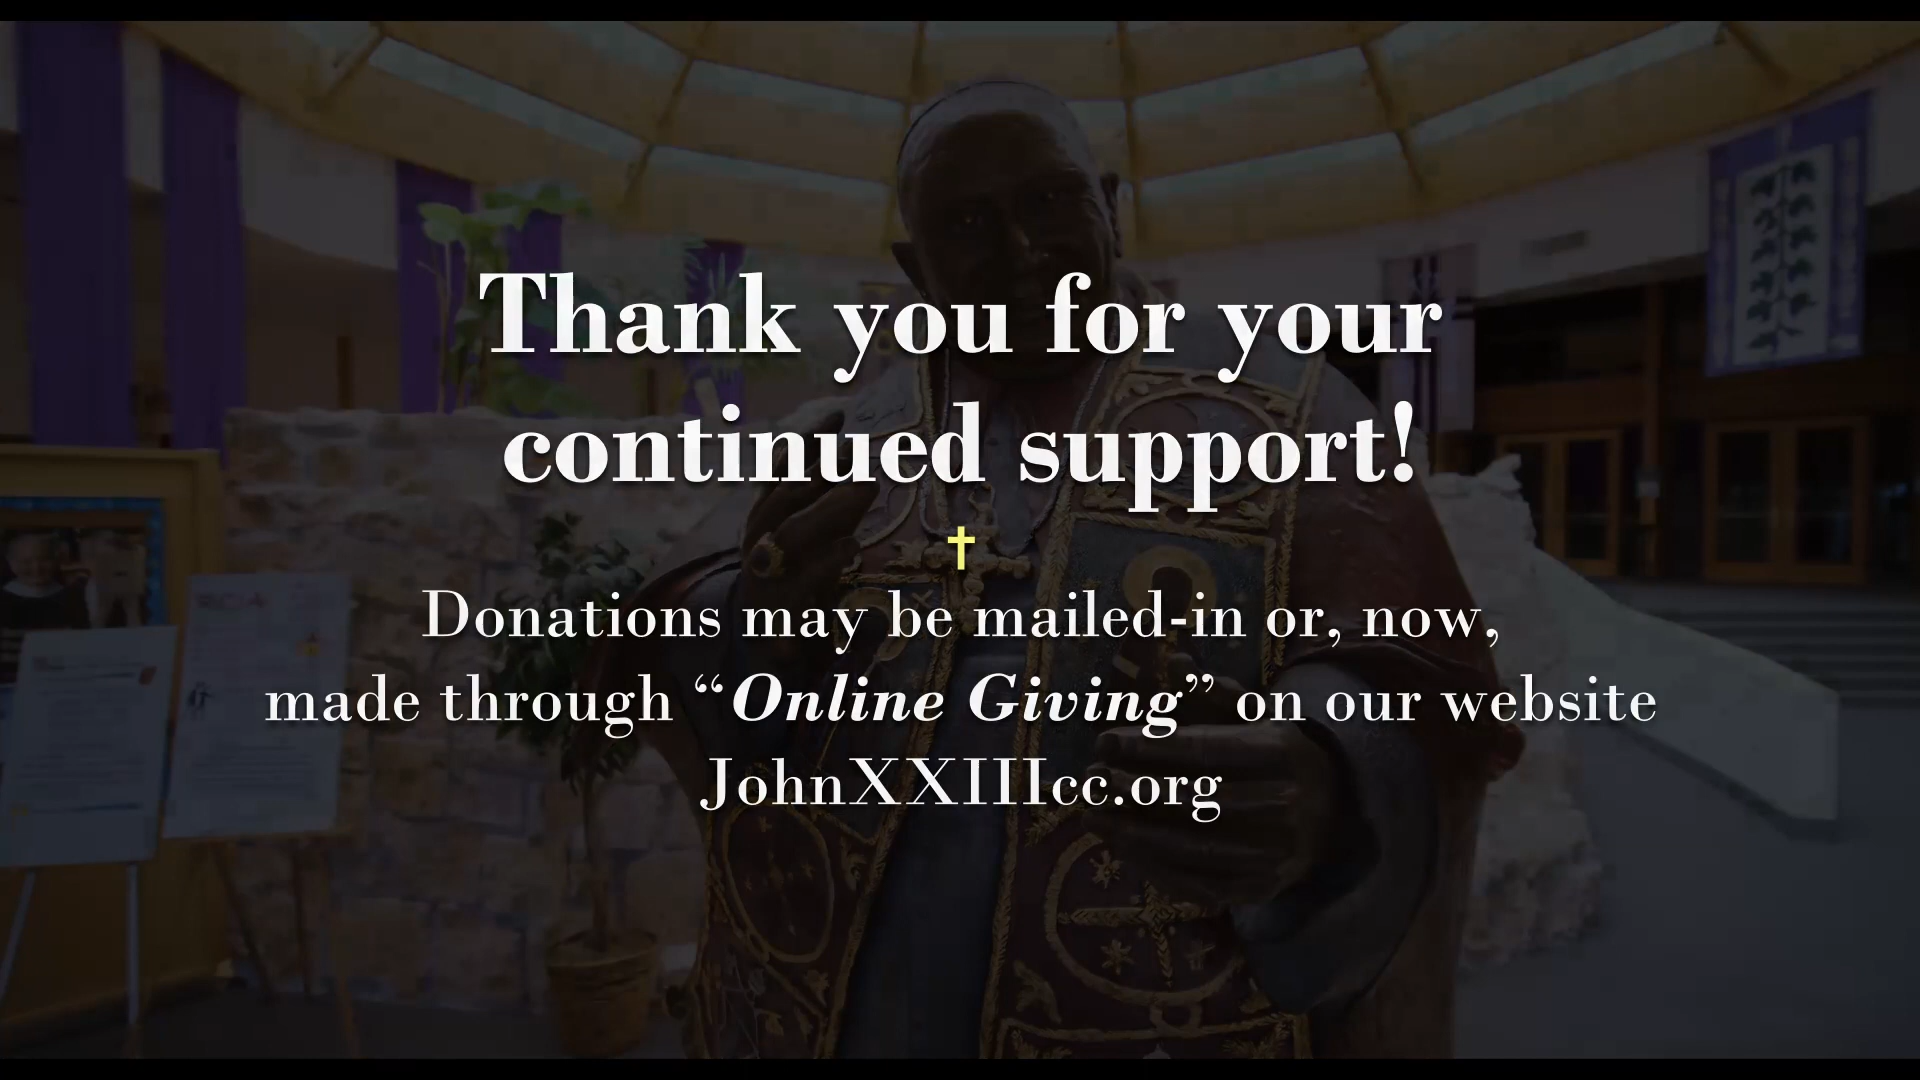 Thank you for your
continued support!
✝
Donations may be mailed-in or, now,
made through “Online Giving” on our website
JohnXXIIIcc.org